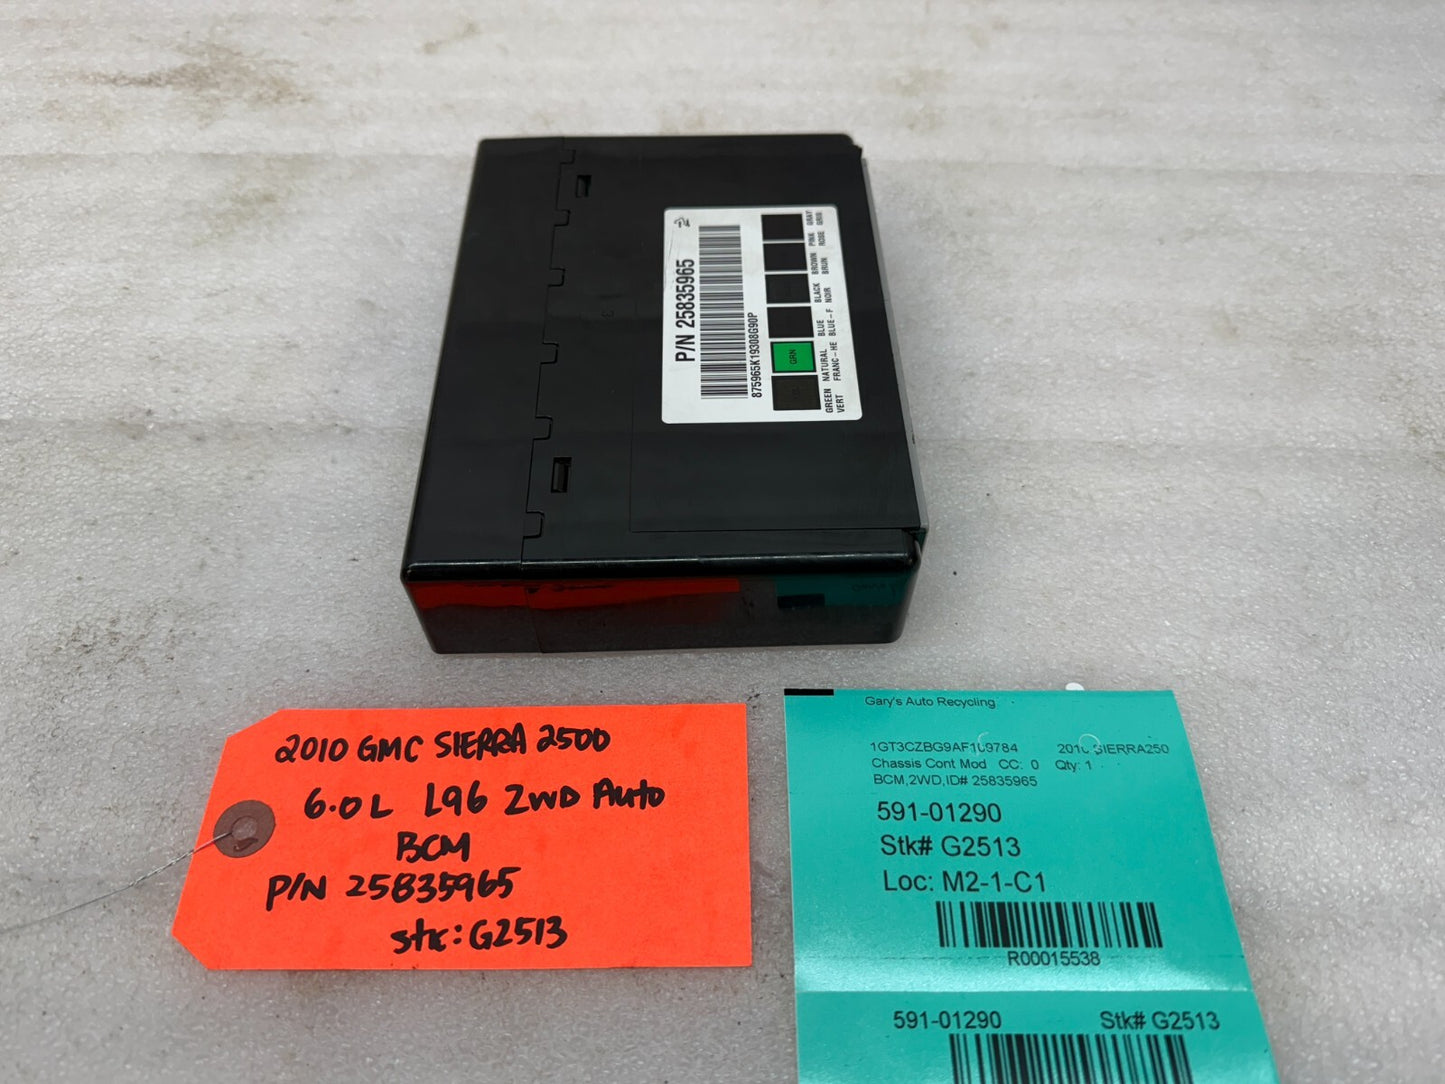 P/N 25835965
875965K19308G90P
GRN
GREEN NATURAL BLUE BLACK BROWN PINK GRAY
VERT FRANC-HE BLUE-F NOIR BRUN ROSE GRIS
2010 GMC SIERRA 2500
6.0L L96 2WD Auto
BCM
P/N 25835965
stk: G2513
Gary's Auto Recycling
1GT3CZBG9AF109784 2010 SIERRA250
Chassis Cont Mod CC: 0 Qty: 1
BCM,2WD,ID# 25835965
591-01290
Stk# G2513
Loc: M2-1-C1
R00015538
591-01290 Stk# G2513